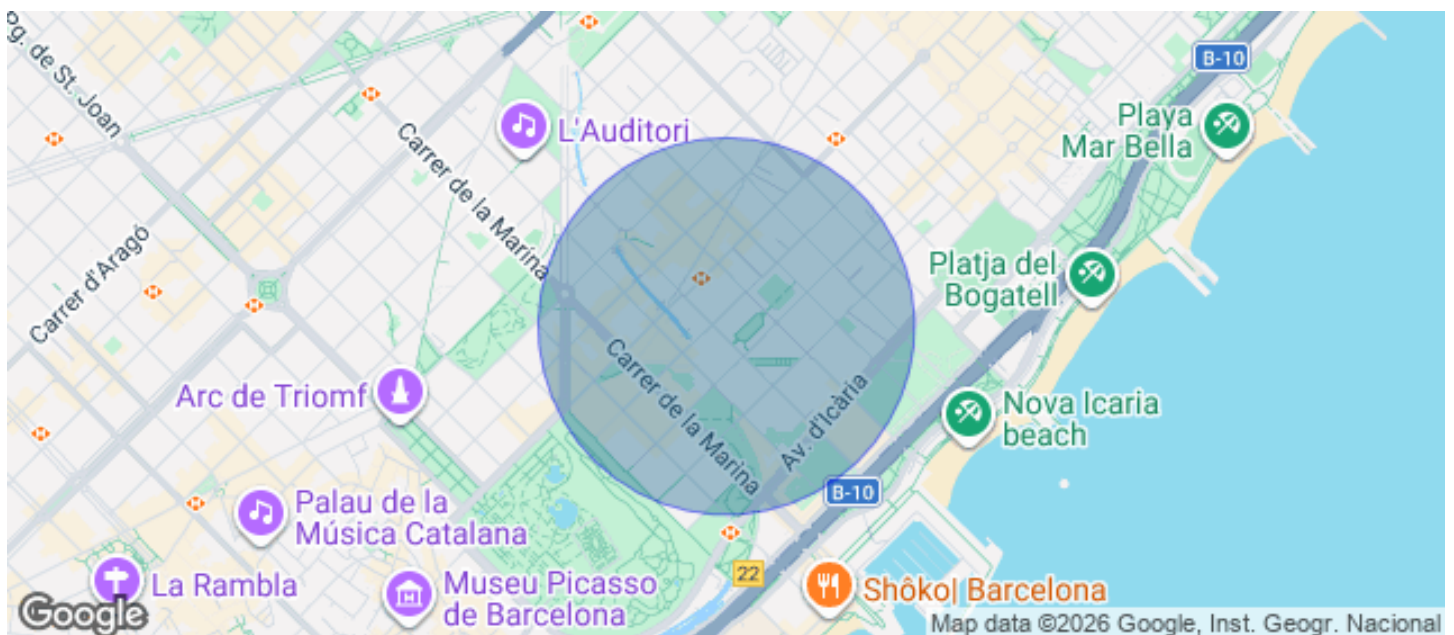 Pg. de St. Joan
B-10
L'Auditori
Playa
Mar Bella
Carrer de la Marina
Carrer d'Aragó
Platja del
Bogatell
Arc de Triomf
Carrer de la Marina
Av. d'Icària
Nova Icaria
beach
B-10
Palau de la
Música Catalana
22
La Rambla
Museu Picasso
de Barcelona
Shôko| Barcelona
Google
Map data ©2026 Google, Inst. Geogr. Nacional